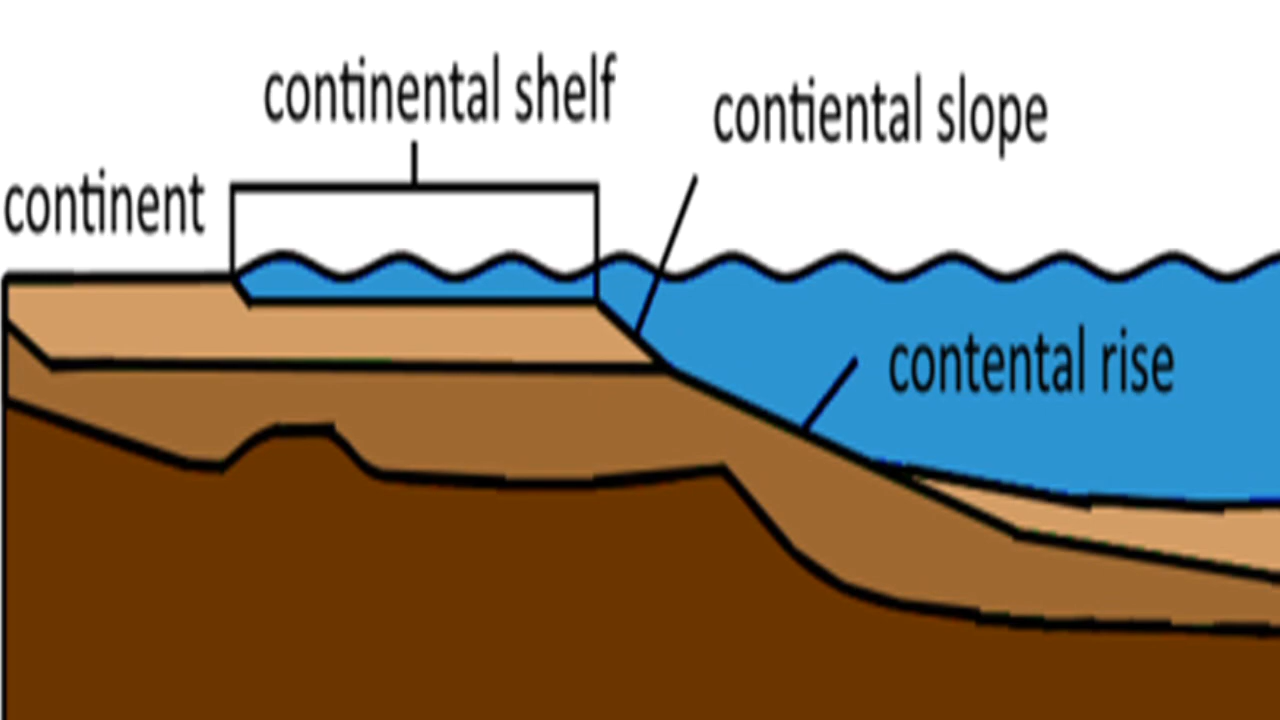 continental shelf
contiental slope
continent
contental rise